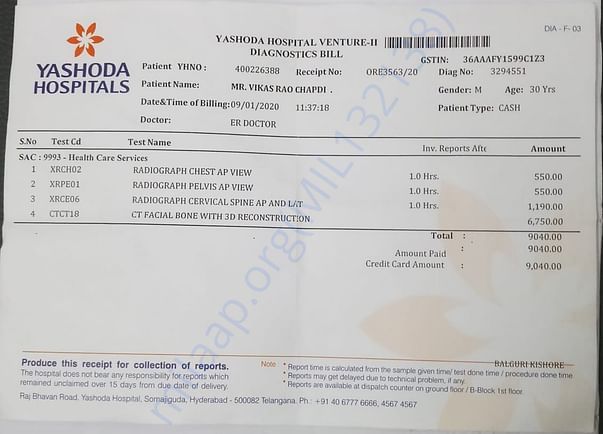 DIA - F- 03
YASHODA HOSPITAL VENTURE-II
DIAGNOSTICS BILL
GSTIN: 36AAAFY1599C1Z3
YASHODA
HOSPITALS
Patient YHNO : 400226388 Receipt No: ORE3563/20 Diag No: 3294551
Patient Name: MR. VIKAS RAO CHAPDI . Gender: M Age: 30 Yrs
Date&Time of Billing: 09/01/2020 11:37:18 Patient Type: CASH
Doctor: ER DOCTOR
S.No Test Cd Test Name Inv. Reports Afte Amount
SAC : 9993 - Health Care Services
1 XRCH02 RADIOGRAPH CHEST AP VIEW 1.0 Hrs. 550.00
2 XRPE01 RADIOGRAPH PELVIS AP VIEW 1.0 Hrs. 550.00
3 XRCE06 RADIOGRAPH CERVICAL SPINE AP AND LAT 1.0 Hrs. 1,190.00
4 CTCT18 CT FACIAL BONE WITH 3D RECONSTRUCTION 6,750.00
Total : 9040.00
Amount Paid : 9040.00
Credit Card Amount : 9,040.00
BALGURI KISHORE
Produce this receipt for collection of reports.
The hospital does not bear any responsibility for reports which
remained unclaimed over 15 days from due date of delivery.
Note * Report time is calculated from the sample given time/ test done time / procedure done time
* Reports may get delayed due to technical problem, if any.
* Reports are available at dispatch counter on ground floor / B-Block 1st floor.
Raj Bhavan Road, Yashoda Hospital, Somajiguda, Hyderabad - 500082 Telangana. Ph.: +91 40 6777 6666, 4567 4567
milaap.org(MIL132138)